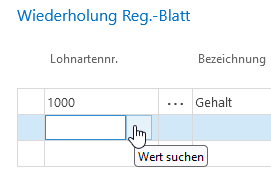 Wiederholung Reg.-Blatt
Lohnartennr. Bezeichnung
1000 ... Gehalt
Wert suchen